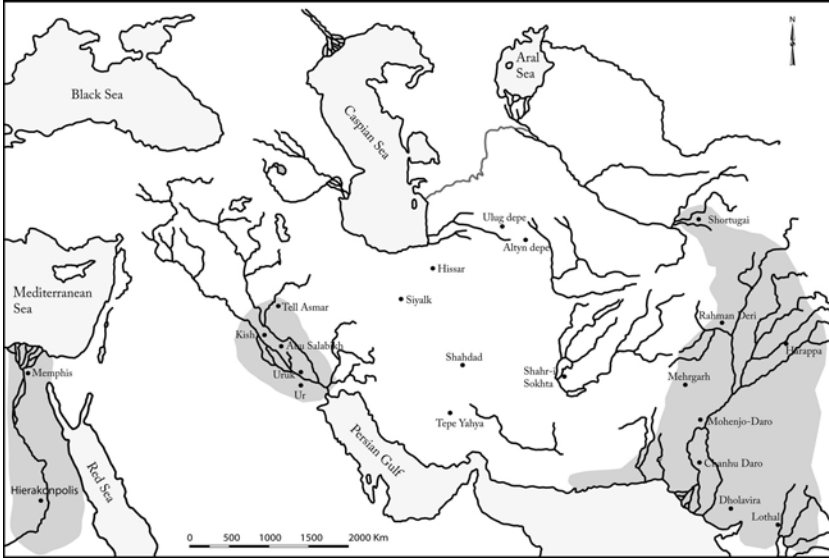 N
Aral
Sea
Black Sea
Caspian Sea
Ulug depe
Shortugai
Altyn depe
Hissar
Mediterranean
Sea
Siyalk
Tell Asmar
Rahman Deri
Kish
Abu Salabikh
Harappa
Memphis
Uruk
Shahdad
Shahr-i
Sokhta
Mehrgarh
Ur
Tepe Yahya
Mohenjo-Daro
Persian Gulf
Red Sea
Chanhu Daro
Hierakonpolis
Dholavira
Lothal
0 500 1000 1400 2000 Km